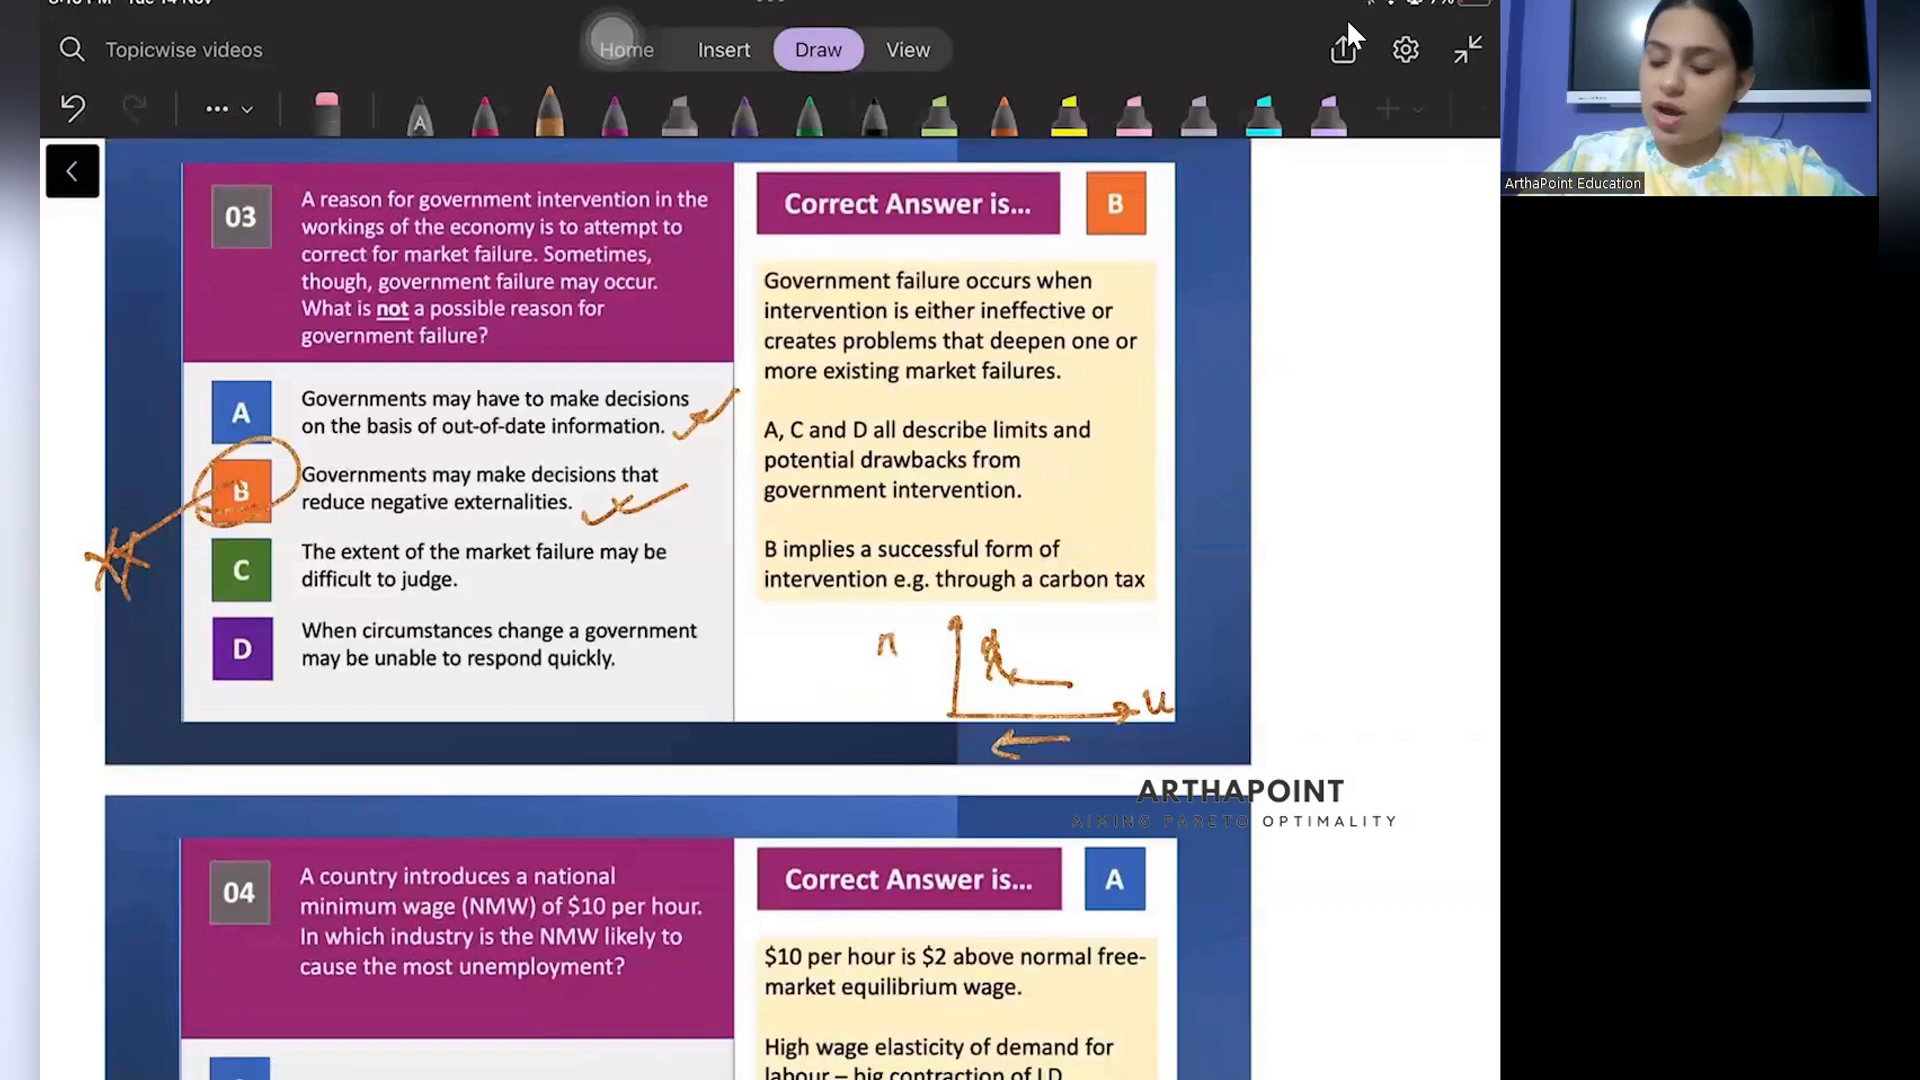 Topicwise videos
Home
Insert
Draw
View
A
ArthaPoint Education
03
A reason for government intervention in the
workings of the economy is to attempt to
correct for market failure. Sometimes,
though, government failure may occur.
What is not a possible reason for
government failure?
A
Governments may have to make decisions
on the basis of out-of-date information.
B
Governments may make decisions that
reduce negative externalities.
C
The extent of the market failure may be
difficult to judge.
D
When circumstances change a government
may be unable to respond quickly.
Correct Answer is...
B
Government failure occurs when
intervention is either ineffective or
creates problems that deepen one or
more existing market failures.
A, C and D all describe limits and
potential drawbacks from
government intervention.
B implies a successful form of
intervention e.g. through a carbon tax
n
u
ARTHAPOINT
AIMING PARETO OPTIMALITY
04
A country introduces a national
minimum wage (NMW) of $10 per hour.
In which industry is the NMW likely to
cause the most unemployment?
Correct Answer is...
A
$10 per hour is $2 above normal free-
market equilibrium wage.
High wage elasticity of demand for
labour – big contraction of LD